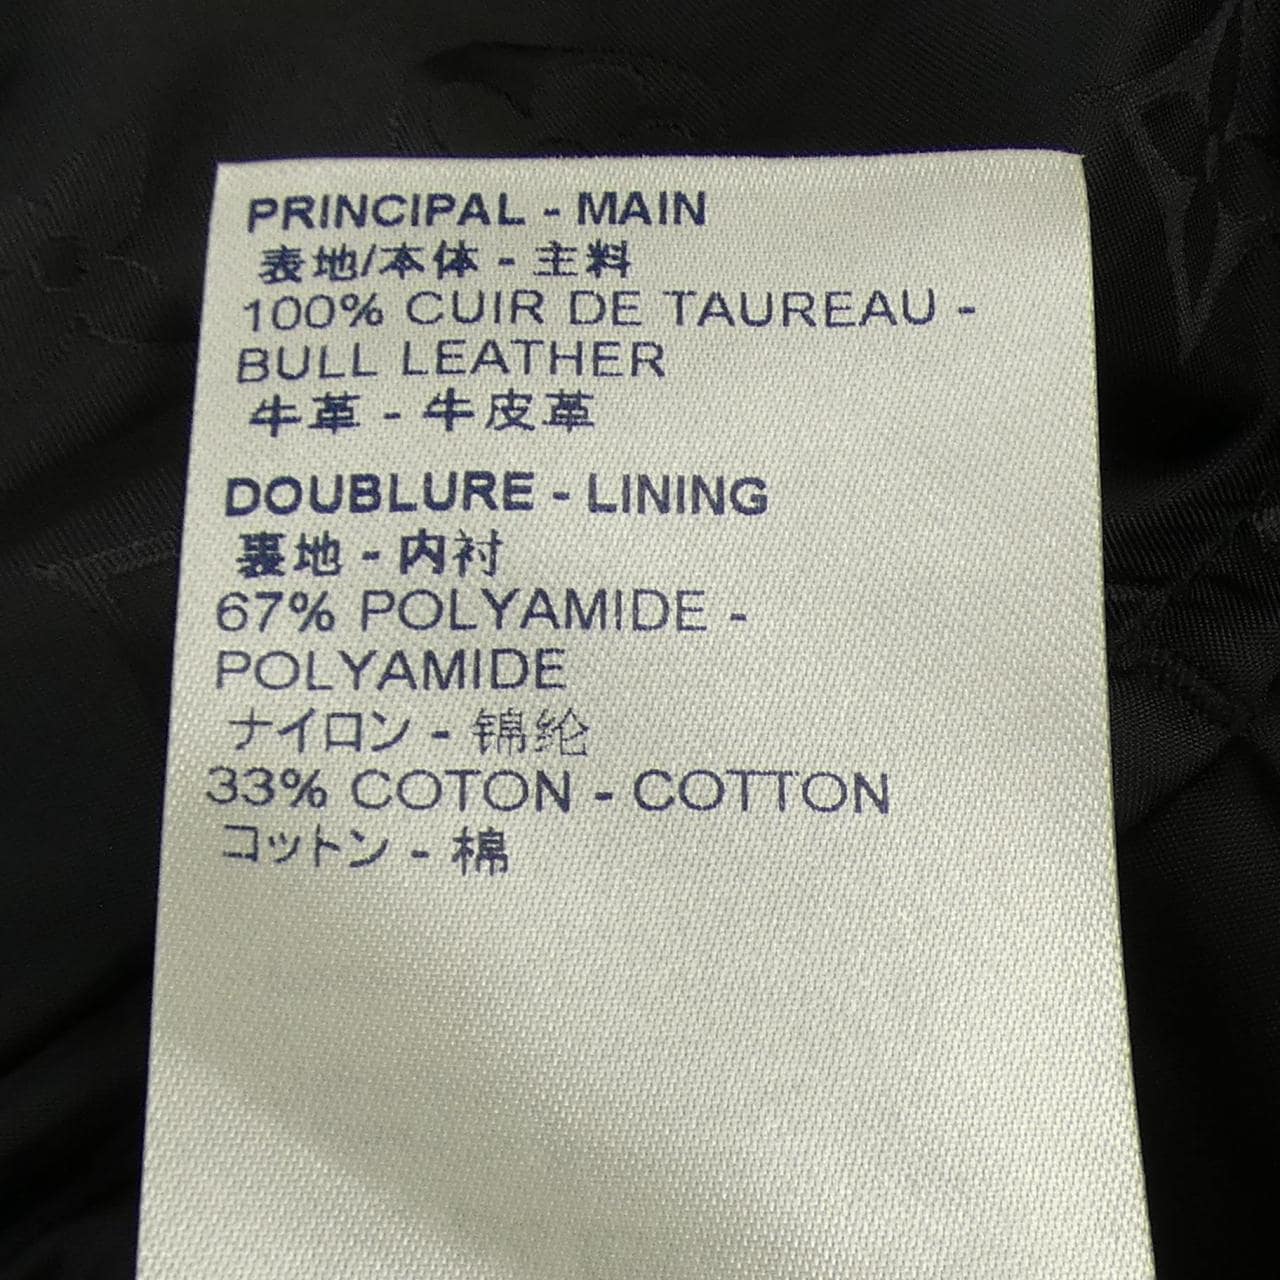 PRINCIPAL - MAIN
表地/本体 - 主料
100% CUIR DE TAUREAU -
BULL LEATHER
牛革 - 牛皮革
DOUBLURE - LINING
裏地 - 内衬
67% POLYAMIDE -
POLYAMIDE
ナイロン - 锦纶
33% COTON - COTTON
コットン - 棉